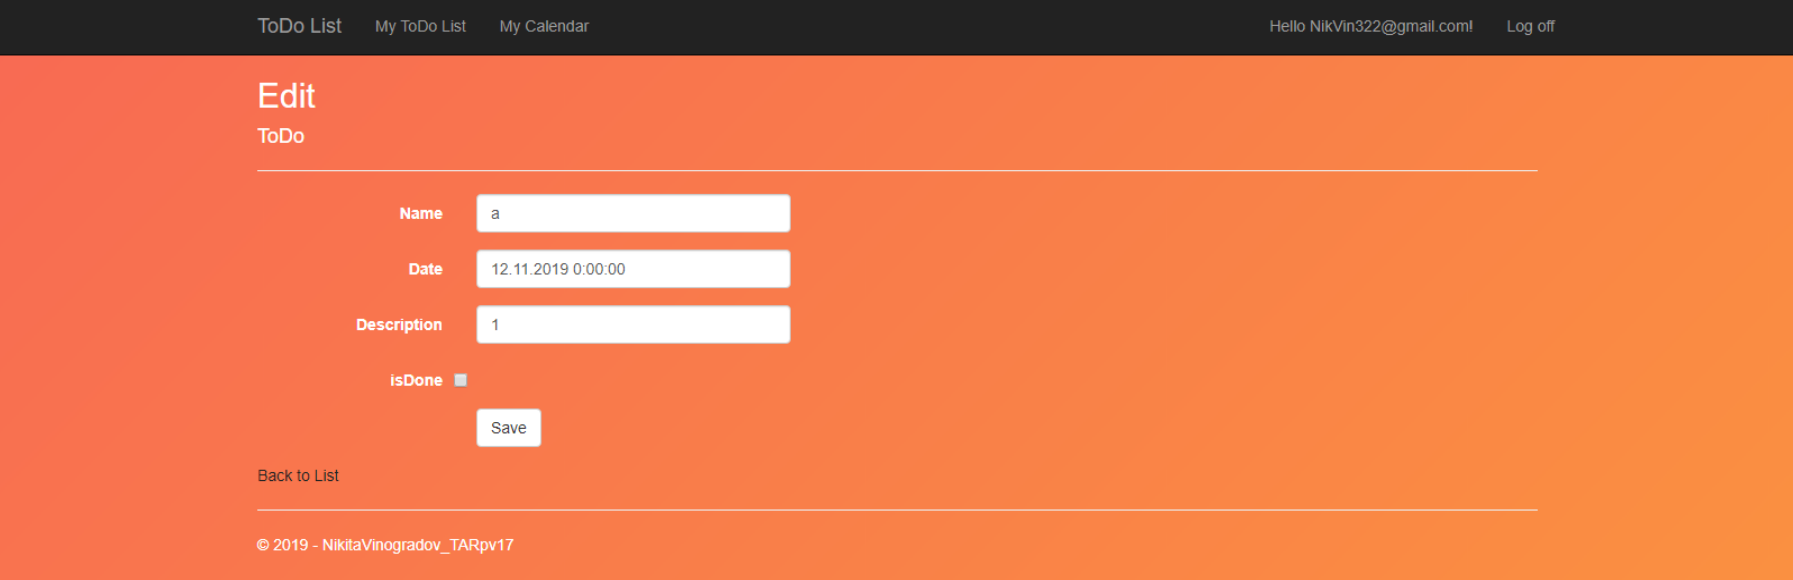 ToDo List My ToDo List My Calendar Hello NikVin322@gmail.com! Log off
Edit
ToDo
Name a
Date 12.11.2019 0:00:00
Description 1
isDone
Save
Back to List
© 2019 - NikitaVinogradov_TARpv17